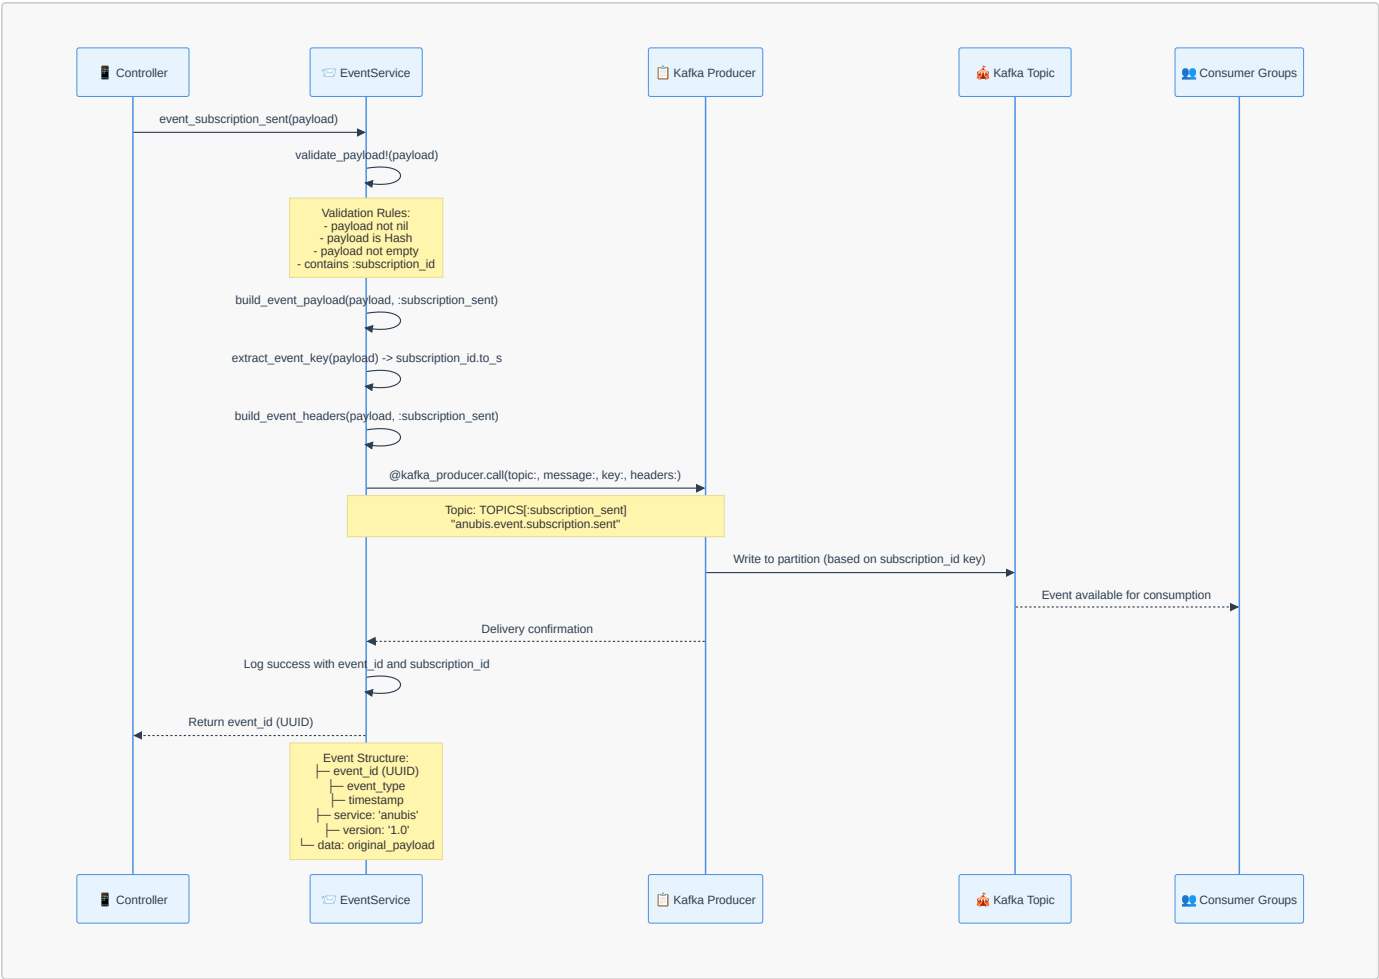 📱 Controller
📨 EventService
📋 Kafka Producer
🎪 Kafka Topic
👥 Consumer Groups
event_subscription_sent(payload)
validate_payload!(payload)
Validation Rules:
- payload not nil
- payload is Hash
- payload not empty
- contains :subscription_id
build_event_payload(payload, :subscription_sent)
extract_event_key(payload) -> subscription_id.to_s
build_event_headers(payload, :subscription_sent)
@kafka_producer.call(topic:, message:, key:, headers:)
Topic: TOPICS[:subscription_sent]
"anubis.event.subscription.sent"
Write to partition (based on subscription_id key)
Event available for consumption
Delivery confirmation
Log success with event_id and subscription_id
Return event_id (UUID)
Event Structure:
├─ event_id (UUID)
├─ event_type
├─ timestamp
├─ service: 'anubis'
├─ version: '1.0'
└─ data: original_payload
📱 Controller
📨 EventService
📋 Kafka Producer
🎪 Kafka Topic
👥 Consumer Groups